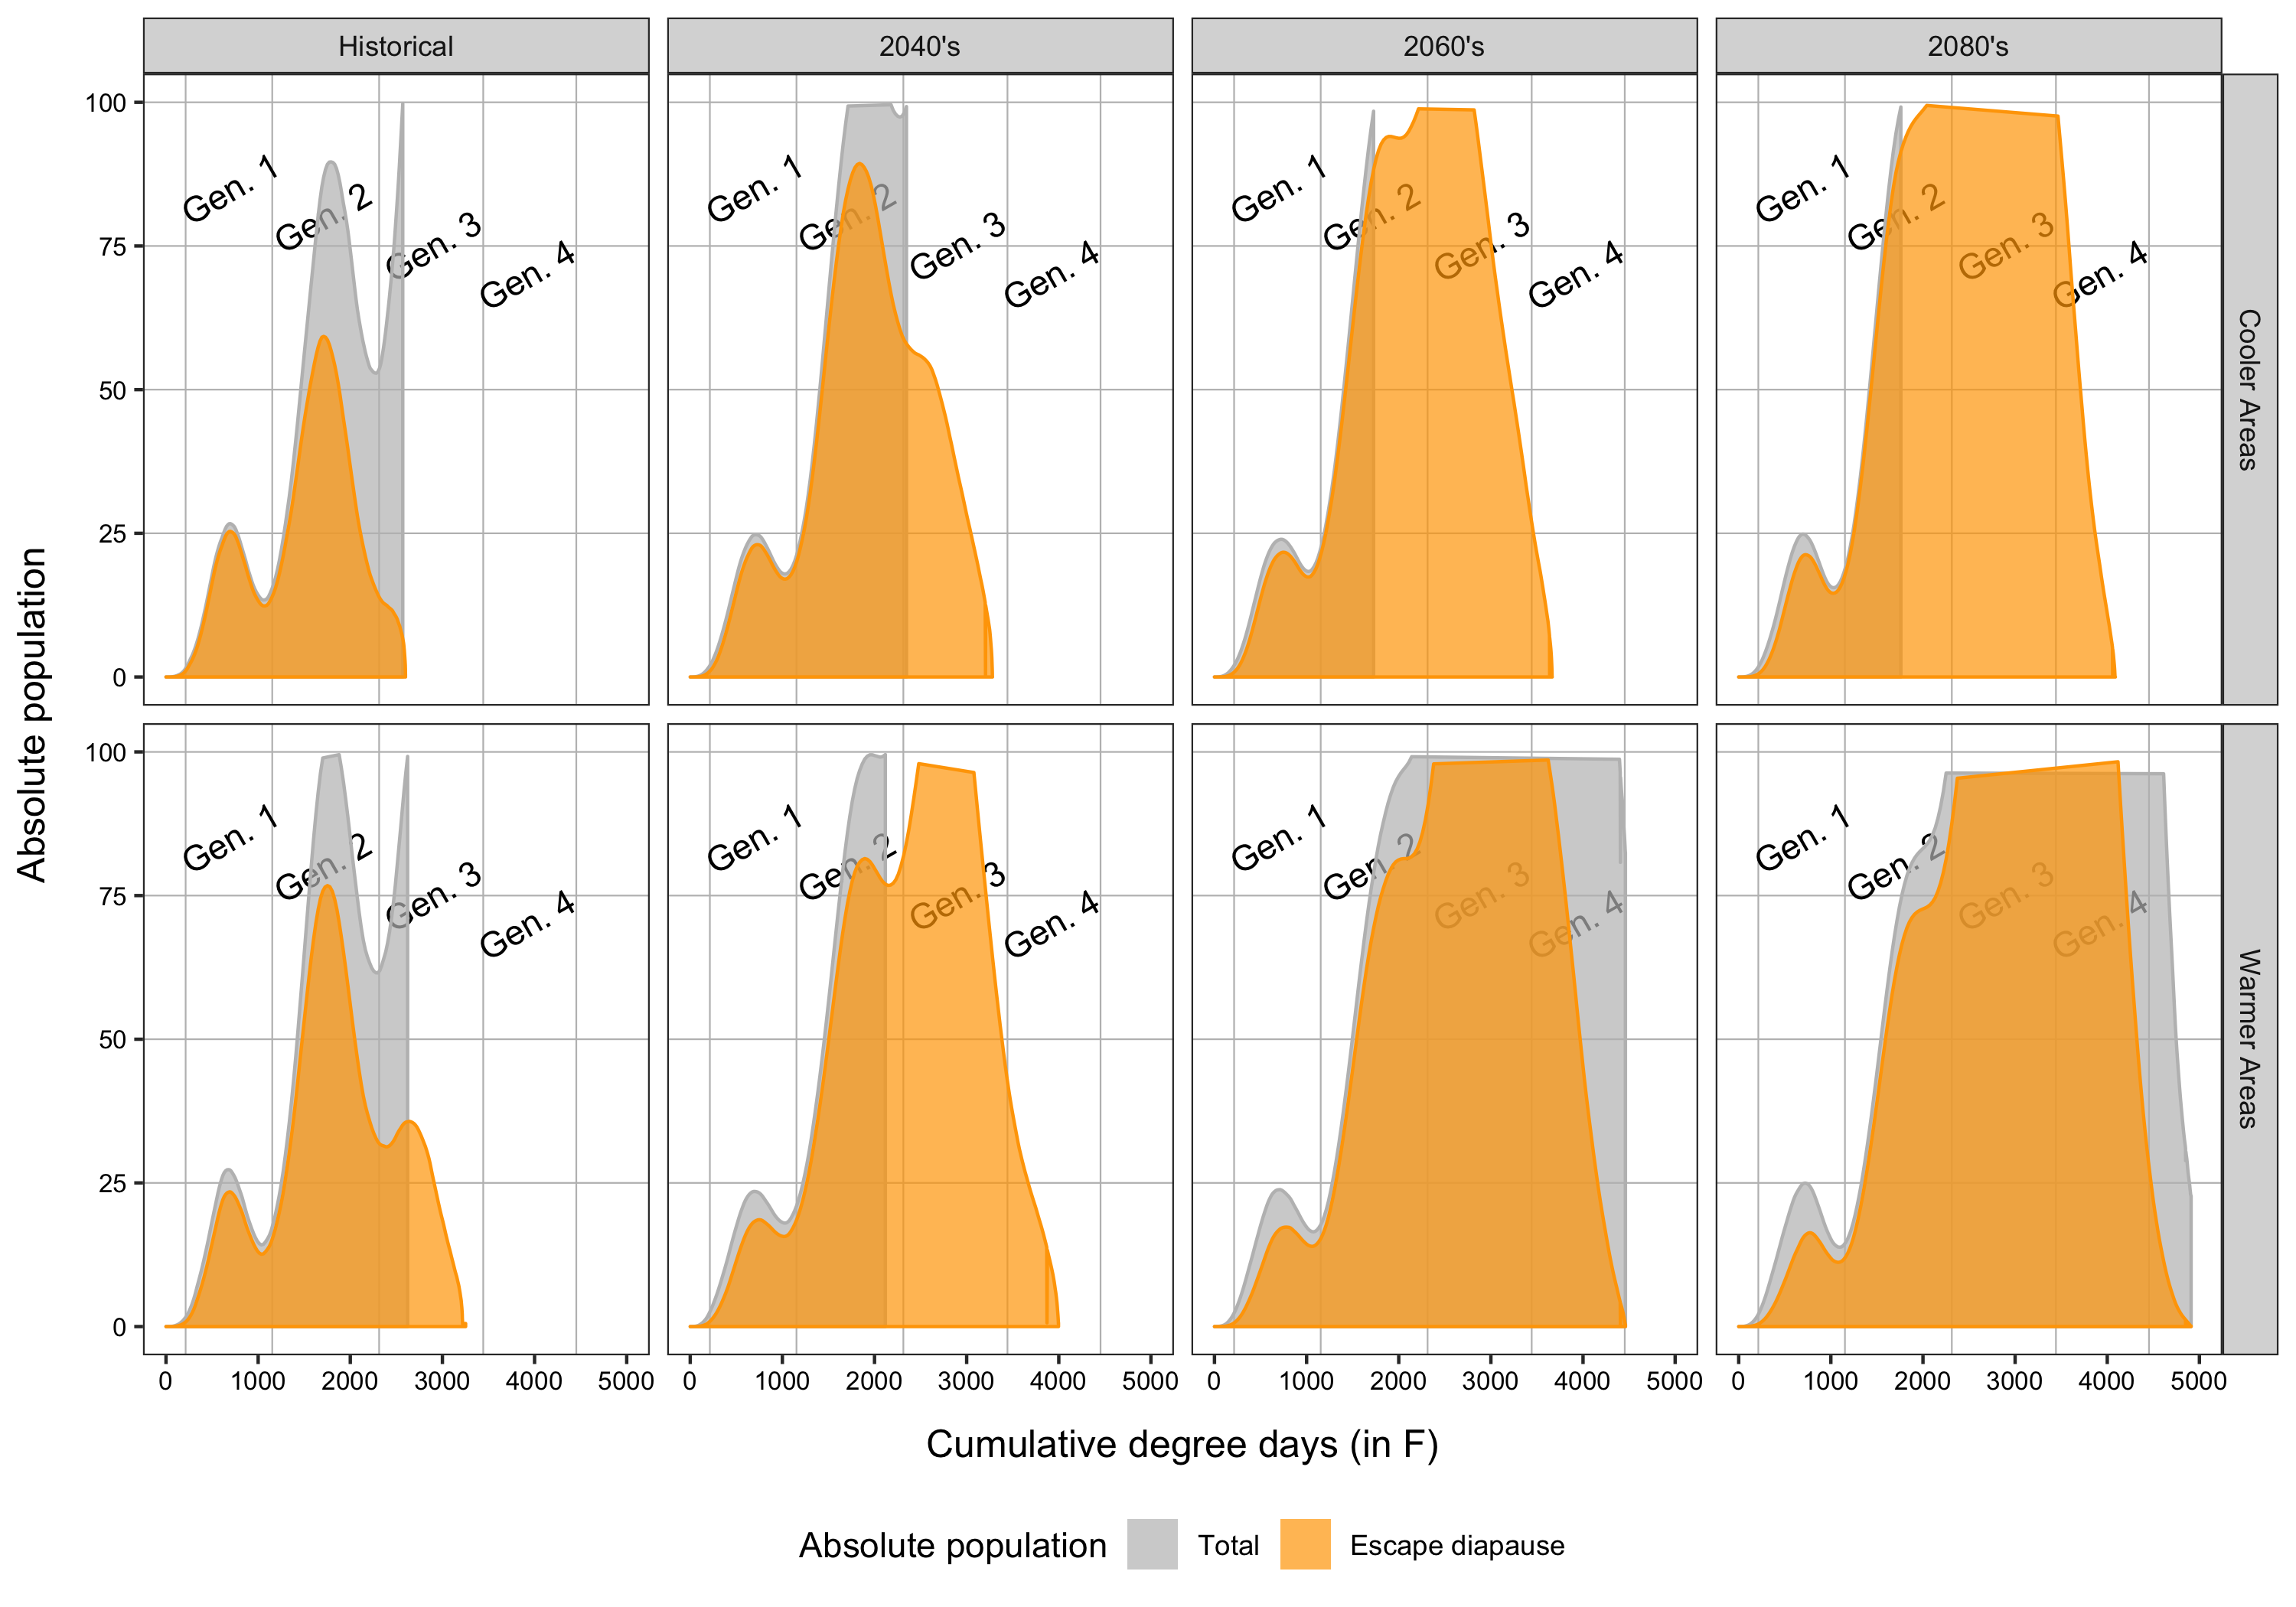 Historical 2040's 2060's 2080's
100 Gen. 1 Gen. 2 Gen. 3 Gen. 4 Gen. 1 Gen. 2 Gen. 3 Gen. 4 Gen. 1 Gen. 2 Gen. 3 Gen. 4 Gen. 1 Gen. 2 Gen. 3 Gen. 4
75
50
25
0
Cooler Areas
Absolute population
100 Gen. 1 Gen. 2 Gen. 3 Gen. 4 Gen. 1 Gen. 2 Gen. 3 Gen. 4 Gen. 1 Gen. 2 Gen. 3 Gen. 4 Gen. 1 Gen. 2 Gen. 3 Gen. 4
75
50
25
0
Warmer Areas
0 1000 2000 3000 4000 5000 0 1000 2000 3000 4000 5000 0 1000 2000 3000 4000 5000 0 1000 2000 3000 4000 5000
Cumulative degree days (in F)
Absolute population Total Escape diapause